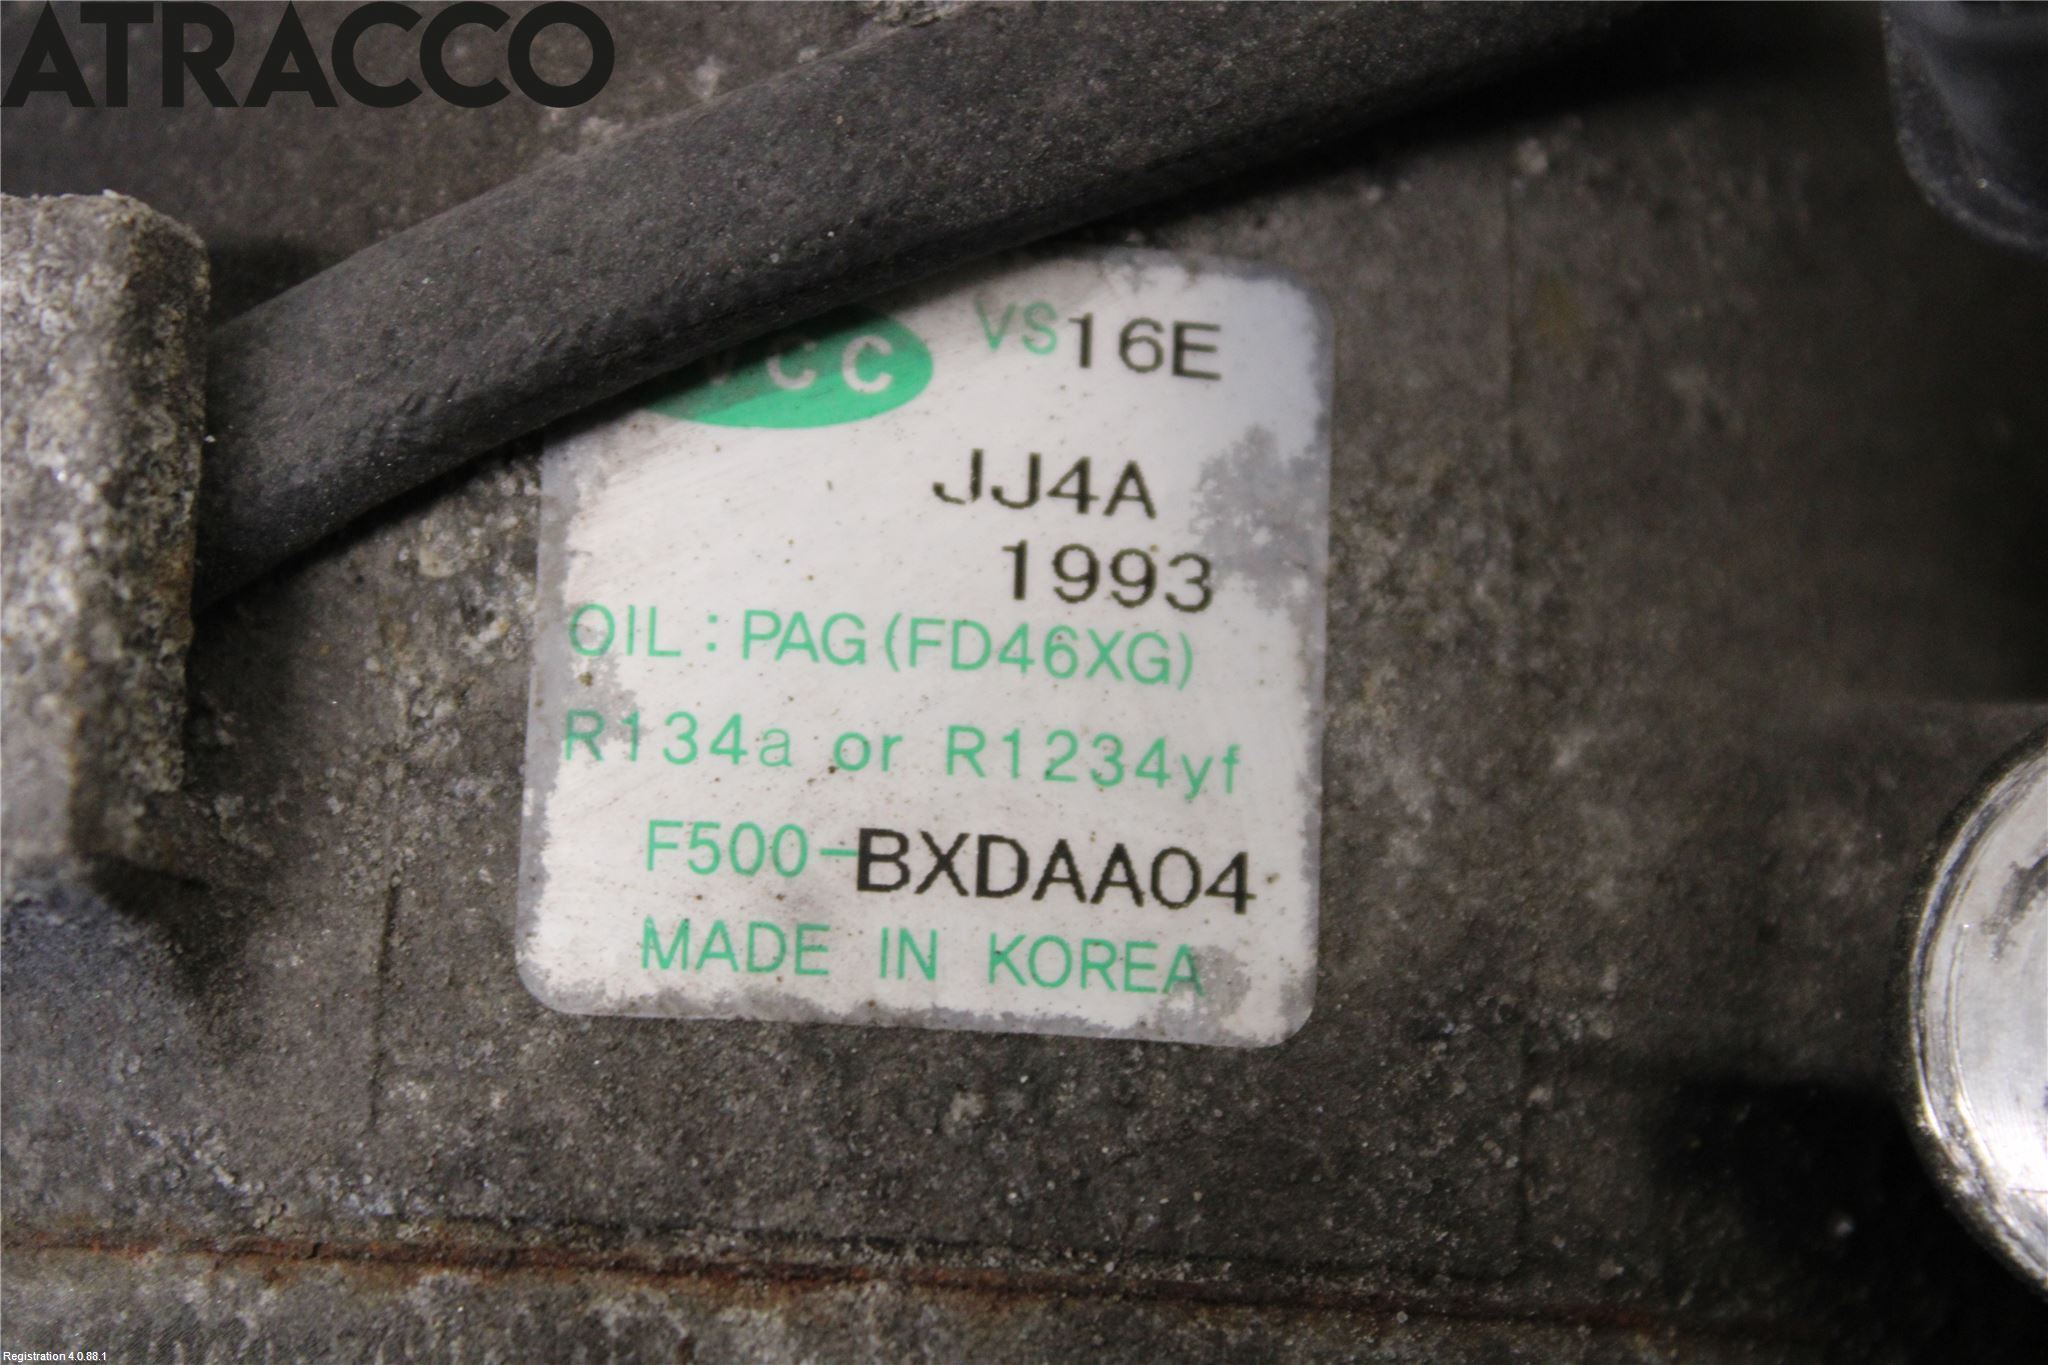 ATRACCO
VS16E
JJ4A
1993
OIL : PAG (FD46XG)
R134a or R1234yf
F500-BXDAA04
MADE IN KOREA
Registration 4.0.88.1